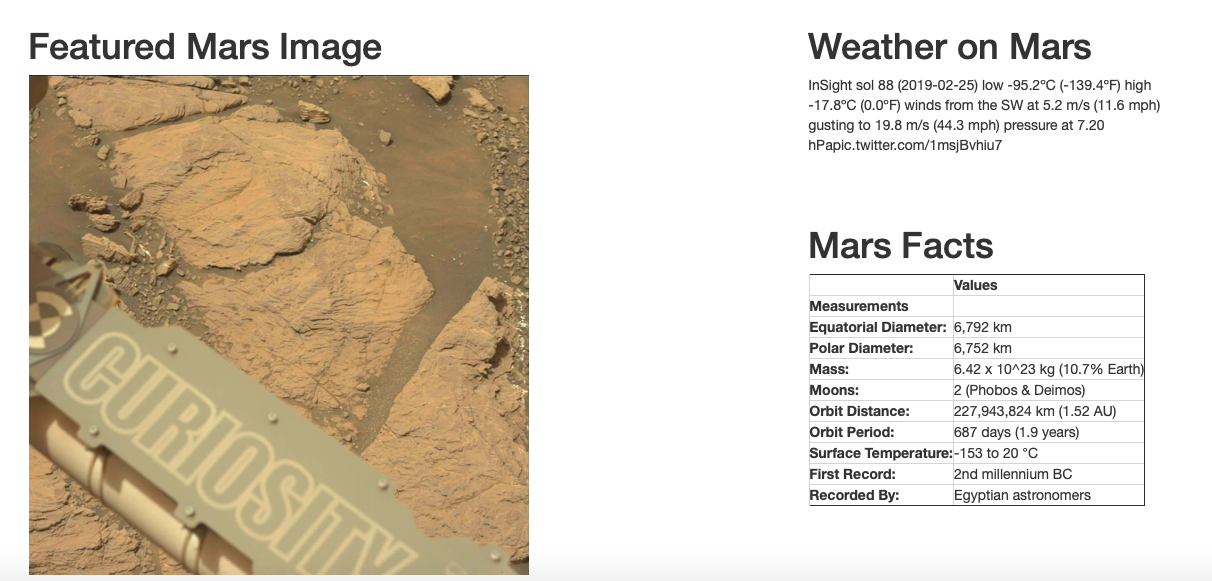 Featured Mars Image
CURIOSITY
Weather on Mars
InSight sol 88 (2019-02-25) low -95.2ºC (-139.4ºF) high
-17.8ºC (0.0ºF) winds from the SW at 5.2 m/s (11.6 mph)
gusting to 19.8 m/s (44.3 mph) pressure at 7.20
hPapic.twitter.com/1msjBvhiu7
Mars Facts
Values
Measurements
Equatorial Diameter: 6,792 km
Polar Diameter: 6,752 km
Mass: 6.42 x 10^23 kg (10.7% Earth)
Moons: 2 (Phobos & Deimos)
Orbit Distance: 227,943,824 km (1.52 AU)
Orbit Period: 687 days (1.9 years)
Surface Temperature: -153 to 20 °C
First Record: 2nd millennium BC
Recorded By: Egyptian astronomers